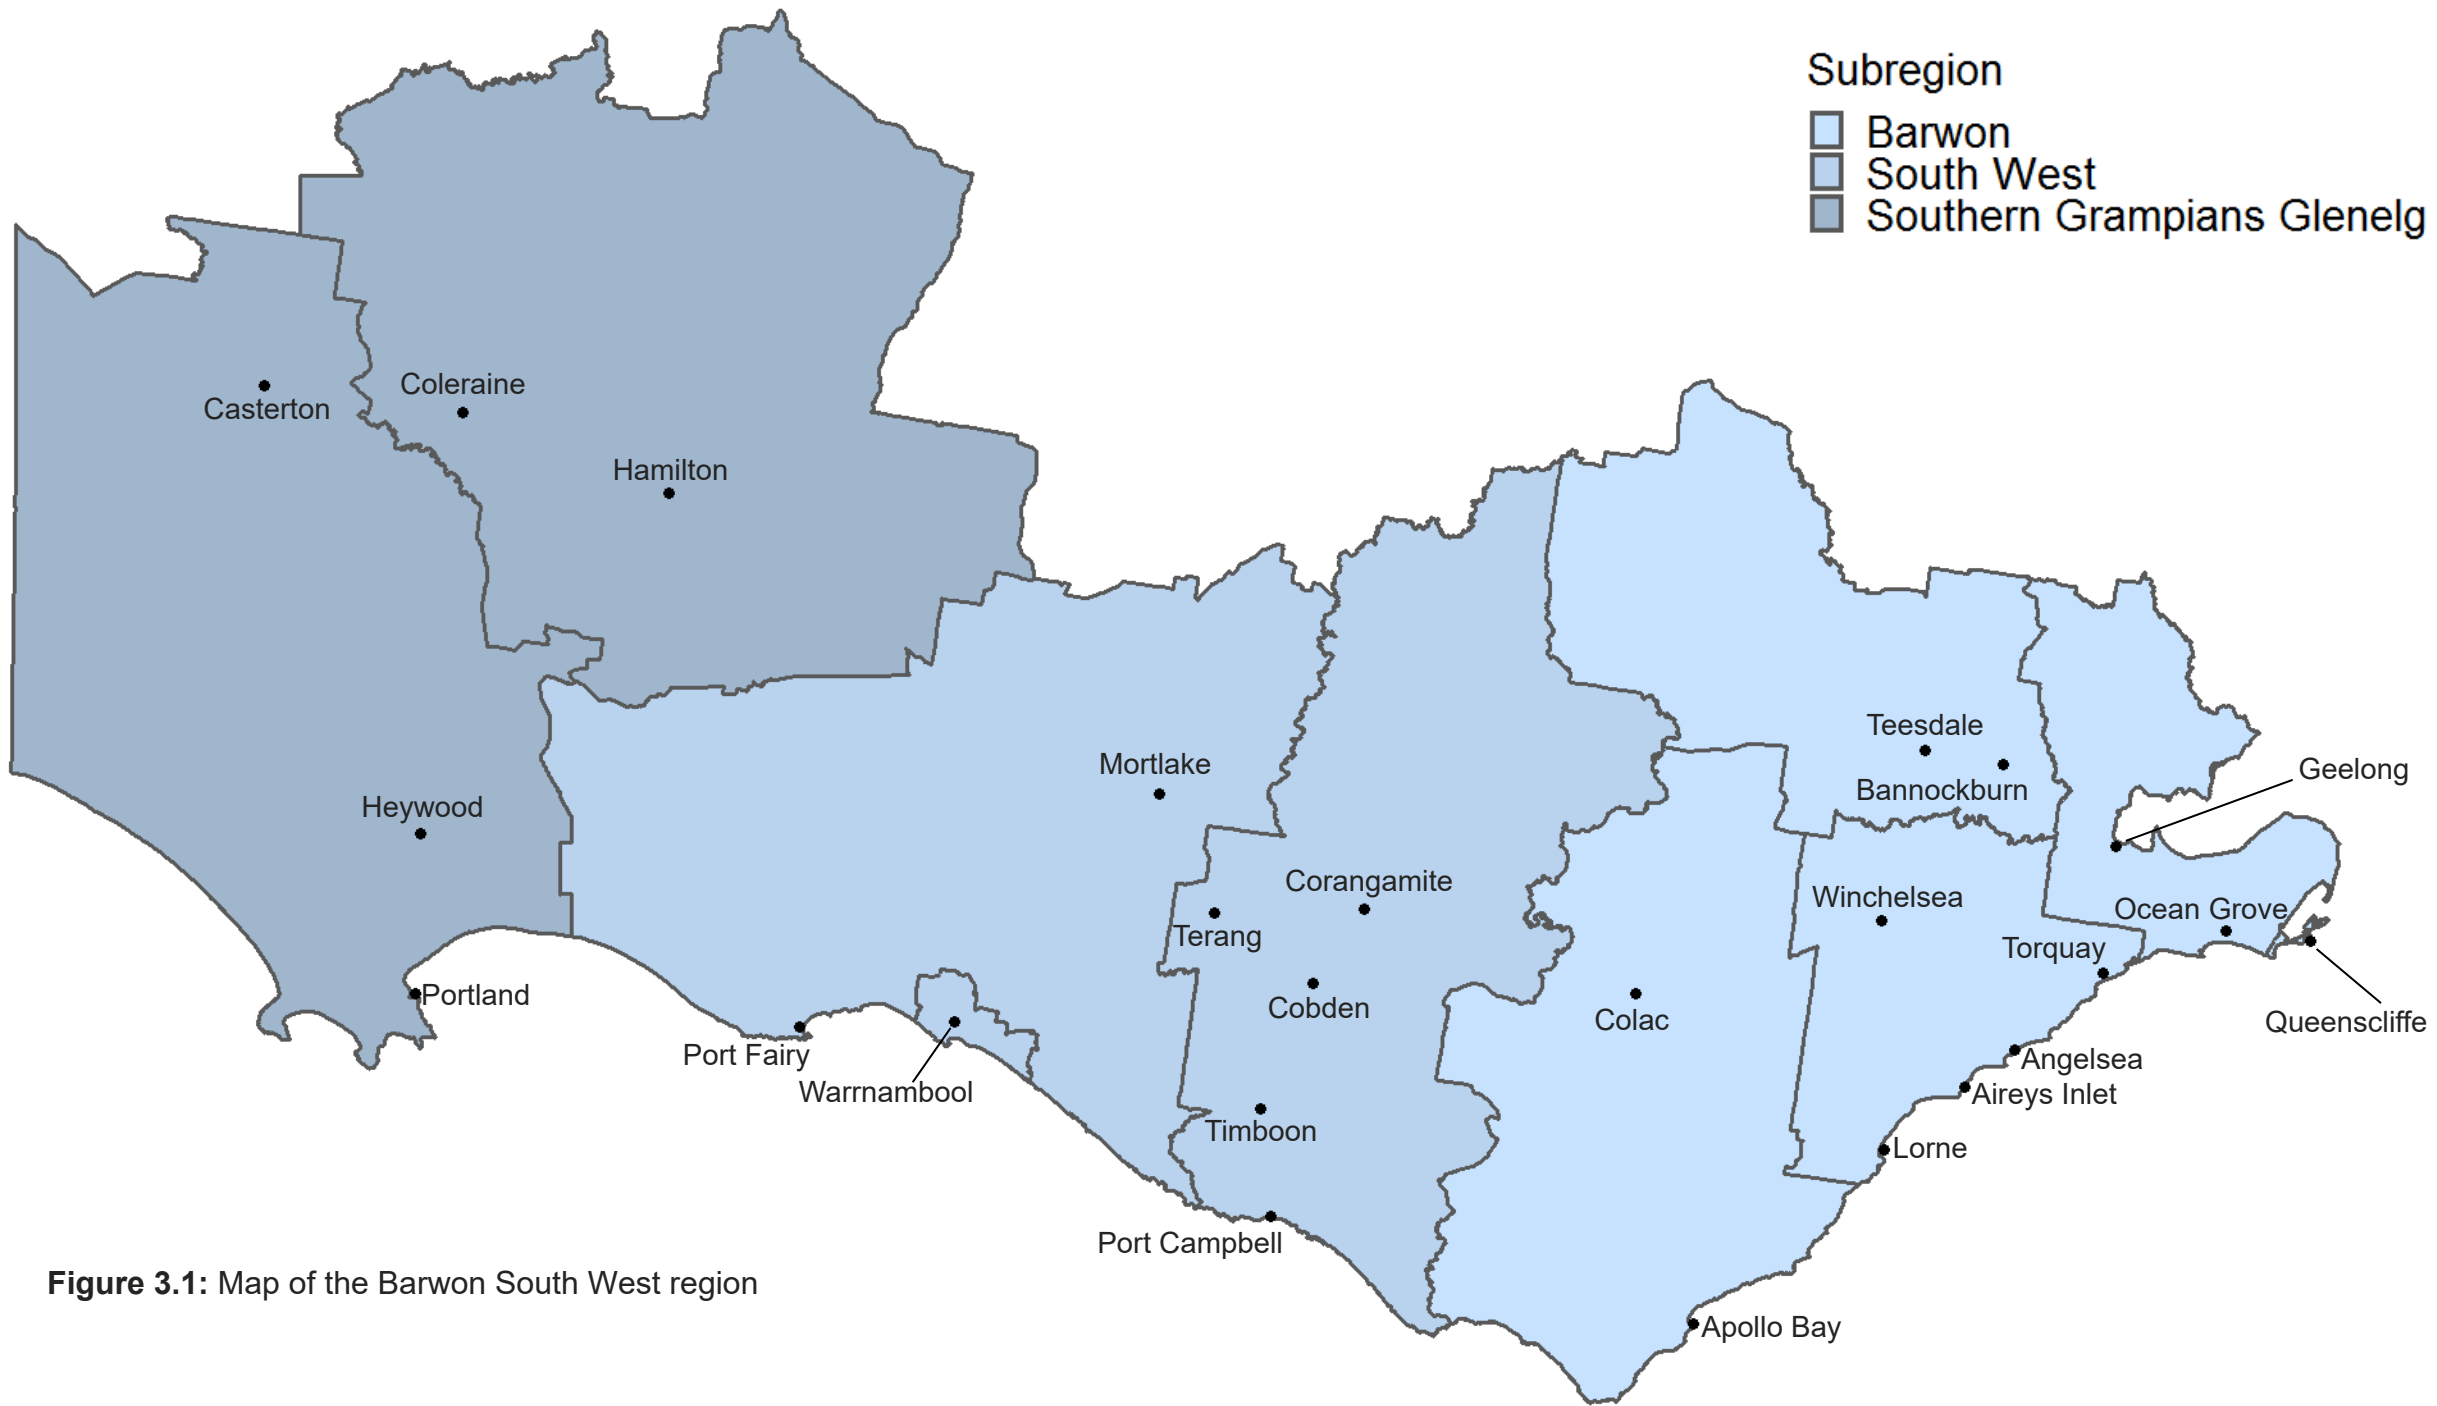 Subregion
Barwon
South West
Southern Grampians Glenelg
Coleraine
Casterton
Hamilton
Teesdale
Mortlake
Geelong
Bannockburn
Heywood
Corangamite
Winchelsea
Ocean Grove
Terang
Torquay
Portland
Cobden
Colac
Queenscliffe
Port Fairy
Angelsea
Warrnambool
Aireys Inlet
Timboon
Lorne
Port Campbell
Figure 3.1: Map of the Barwon South West region
Apollo Bay